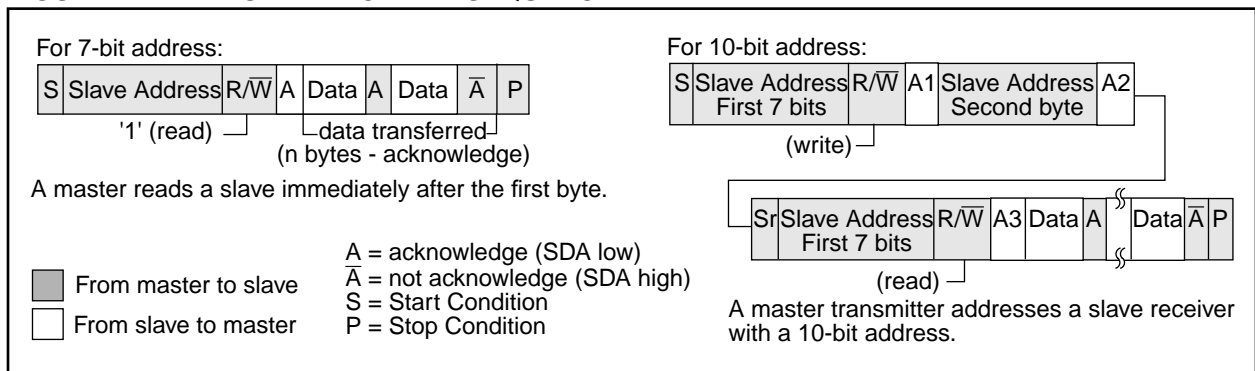 For 7-bit address:
S Slave Address R/W̅ A Data A Data A̅ P
'1' (read)
data transferred
(n bytes - acknowledge)
A master reads a slave immediately after the first byte.
From master to slave
From slave to master
A = acknowledge (SDA low)
A̅ = not acknowledge (SDA high)
S = Start Condition
P = Stop Condition
For 10-bit address:
S Slave Address First 7 bits R/W̅ A1 Slave Address Second byte A2
(write)
Sr Slave Address First 7 bits R/W̅ A3 Data A Data A̅ P
(read)
A master transmitter addresses a slave receiver
with a 10-bit address.